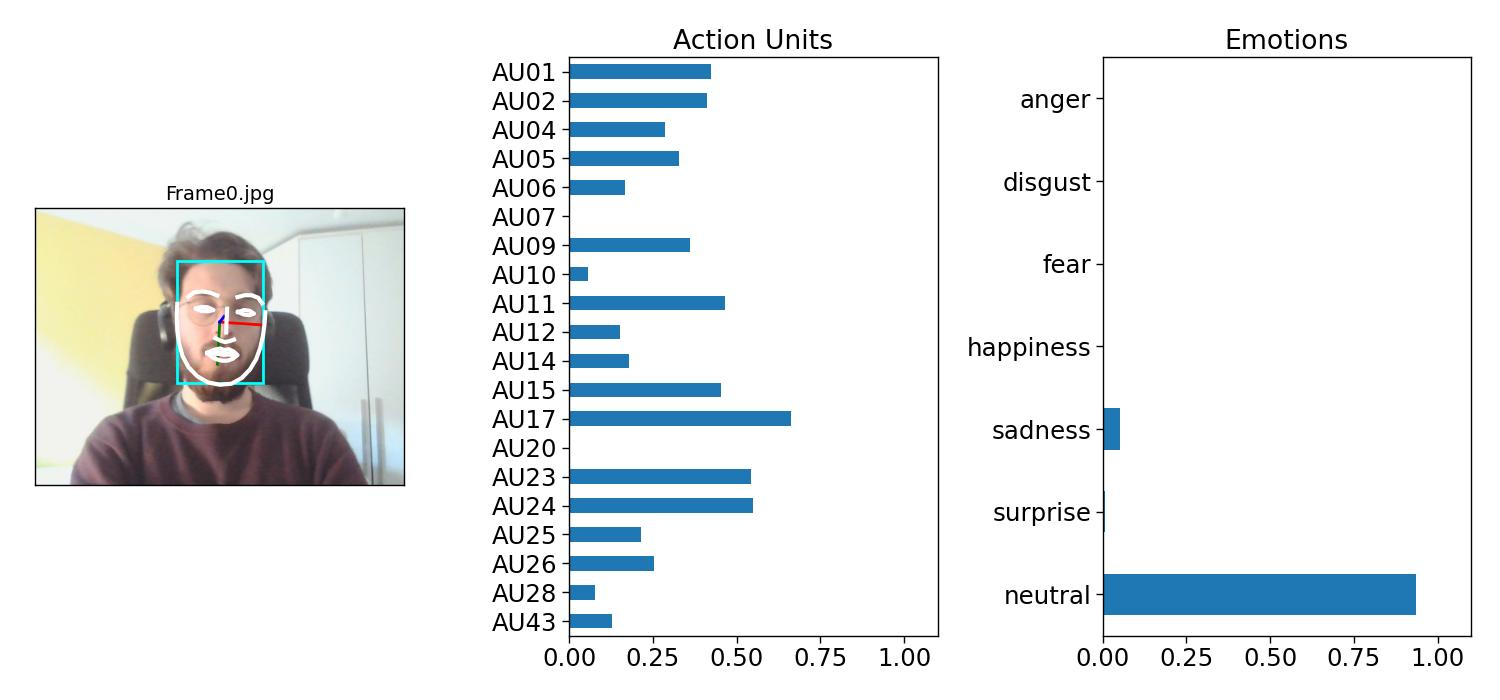 Frame0.jpg
Action Units
AU01
AU02
AU04
AU05
AU06
AU07
AU09
AU10
AU11
AU12
AU14
AU15
AU17
AU20
AU23
AU24
AU25
AU26
AU28
AU43
0.00 0.25 0.50 0.75 1.00
Emotions
anger
disgust
fear
happiness
sadness
surprise
neutral
0.00 0.25 0.50 0.75 1.00